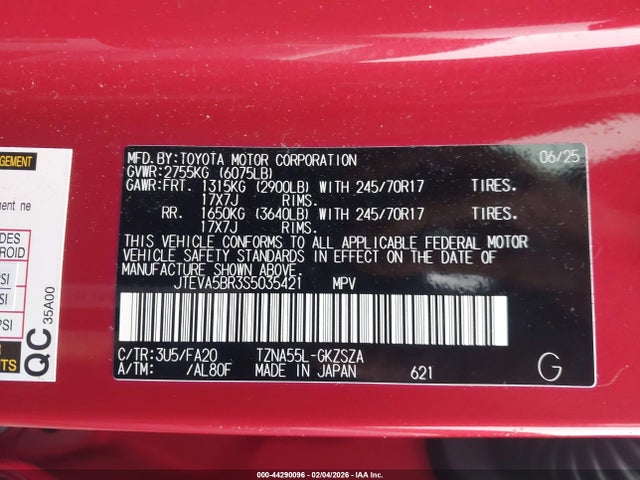 MFD.BY:TOYOTA MOTOR CORPORATION 06/25
GVWR:2755KG (6075LB)
GAWR:FRT. 1315KG (2900LB) WITH 245/70R17 TIRES.
17X7J RIMS.
RR. 1650KG (3640LB) WITH 245/70R17 TIRES.
17X7J RIMS.
THIS VEHICLE CONFORMS TO ALL APPLICABLE FEDERAL MOTOR
VEHICLE SAFETY STANDARDS IN EFFECT ON THE DATE OF
MANUFACTURE SHOWN ABOVE.
JTEVA5BR3S5035421 MPV
C/TR:3U5/FA20 TZNA55L-GKZSZA
A/TM: /AL80F MADE IN JAPAN 621 G
QC 35A00
000-44290096 - 02/04/2026 - IAA, Inc.